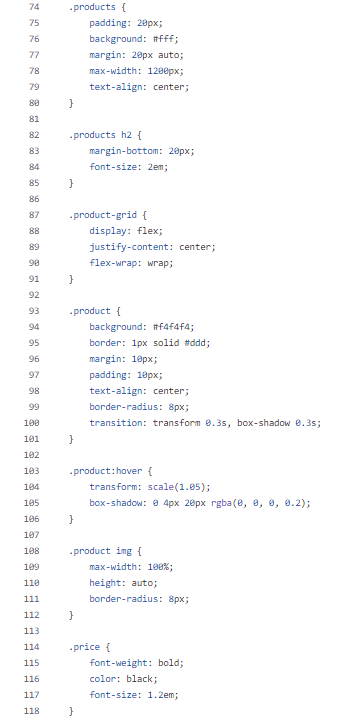 74 .products {
75 padding: 20px;
76 background: #fff;
77 margin: 20px auto;
78 max-width: 1200px;
79 text-align: center;
80 }
81
82 .products h2 {
83 margin-bottom: 20px;
84 font-size: 2em;
85 }
86
87 .product-grid {
88 display: flex;
89 justify-content: center;
90 flex-wrap: wrap;
91 }
92
93 .product {
94 background: #f4f4f4;
95 border: 1px solid #ddd;
96 margin: 10px;
97 padding: 10px;
98 text-align: center;
99 border-radius: 8px;
100 transition: transform 0.3s, box-shadow 0.3s;
101 }
102
103 .product:hover {
104 transform: scale(1.05);
105 box-shadow: 0 4px 20px rgba(0, 0, 0, 0.2);
106 }
107
108 .product img {
109 max-width: 100%;
110 height: auto;
111 border-radius: 8px;
112 }
113
114 .price {
115 font-weight: bold;
116 color: black;
117 font-size: 1.2em;
118 }